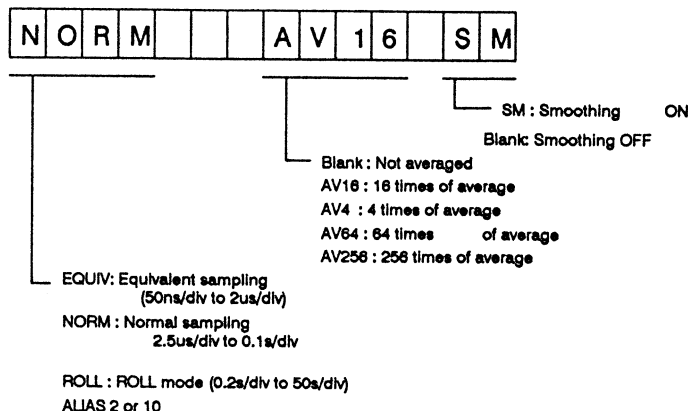 NORM AV16 SM
SM : Smoothing ON
Blank: Smoothing OFF
Blank : Not averaged
AV16 : 16 times of average
AV4 : 4 times of average
AV64 : 64 times of average
AV256 : 256 times of average
EQUIV: Equivalent sampling
(50ns/div to 2us/div)
NORM : Normal sampling
2.5us/div to 0.1s/div
ROLL : ROLL mode (0.2s/div to 50s/div)
ALIAS 2 or 10